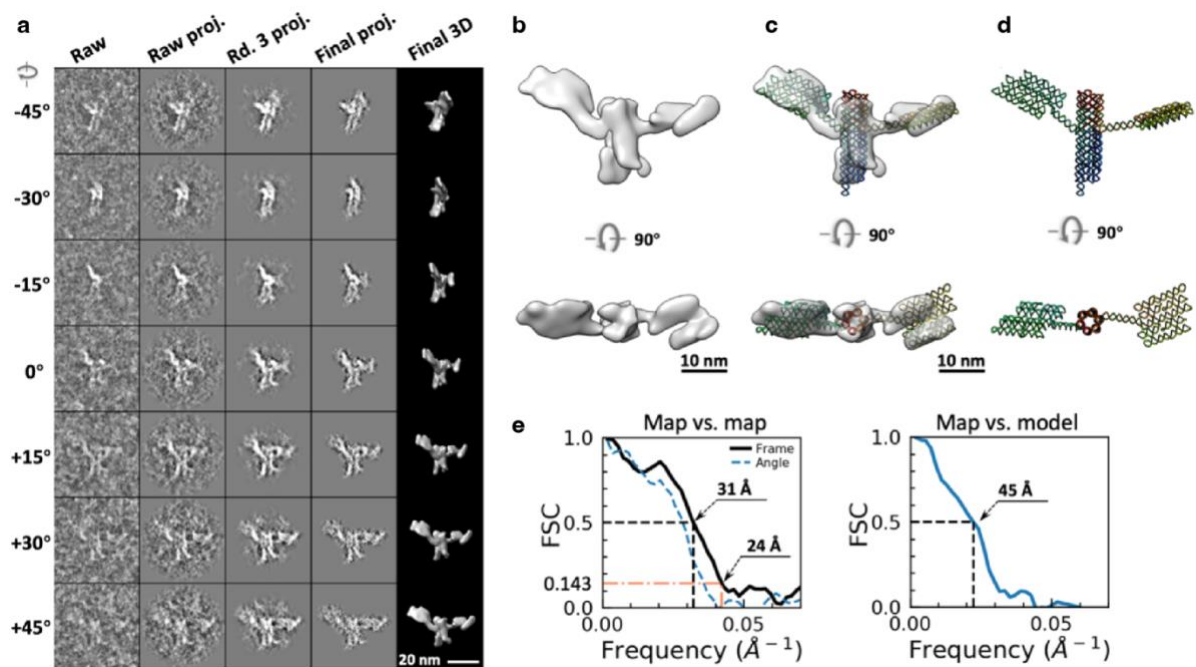 a
Raw
Raw proj.
Rd. 3 proj.
Final proj.
Final 3D
-45°
-30°
-15°
0°
+15°
+30°
+45°
20 nm
b
c
d
90°
90°
90°
10 nm
10 nm
e
Map vs. map
Frame
Angle
31 Å
24 Å
FSC
1.0
0.5
0.143
0.0
0.00
0.05
Frequency (Å⁻¹)
Map vs. model
45 Å
FSC
1.0
0.5
0.0
0.00
0.05
Frequency (Å⁻¹)